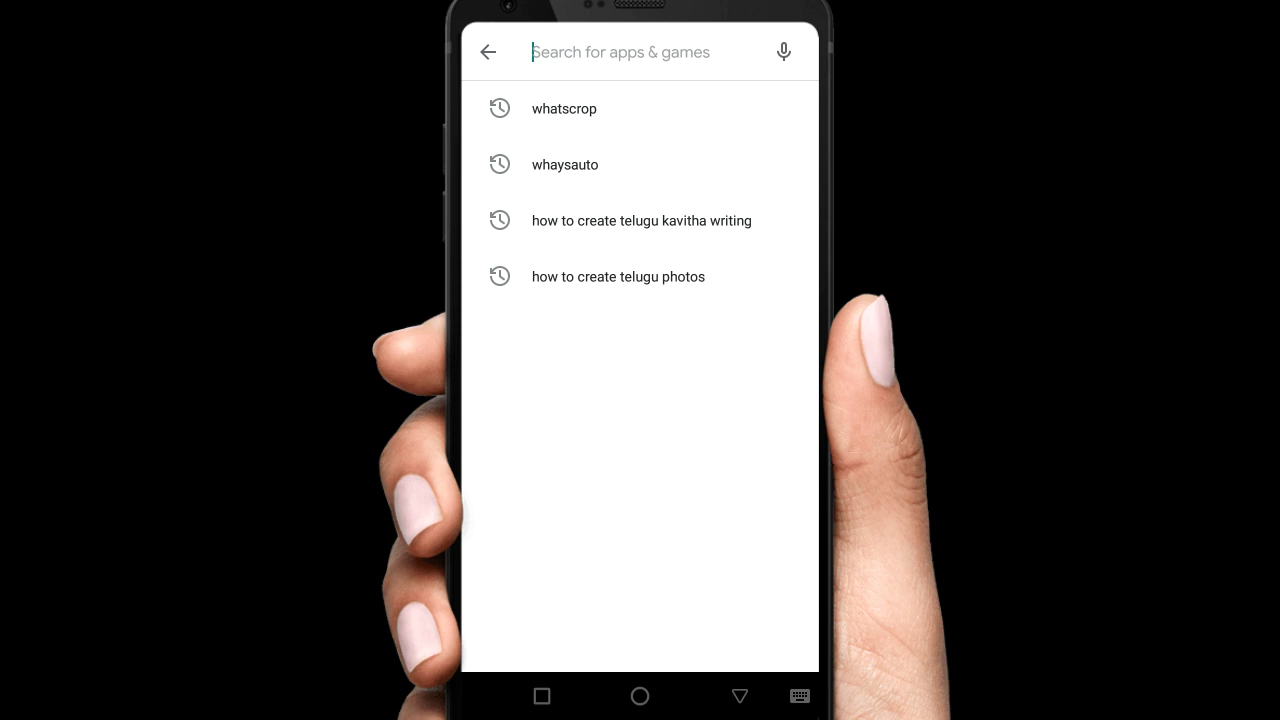 Search for apps & games
whatscrop
whaysauto
how to create telugu kavitha writing
how to create telugu photos